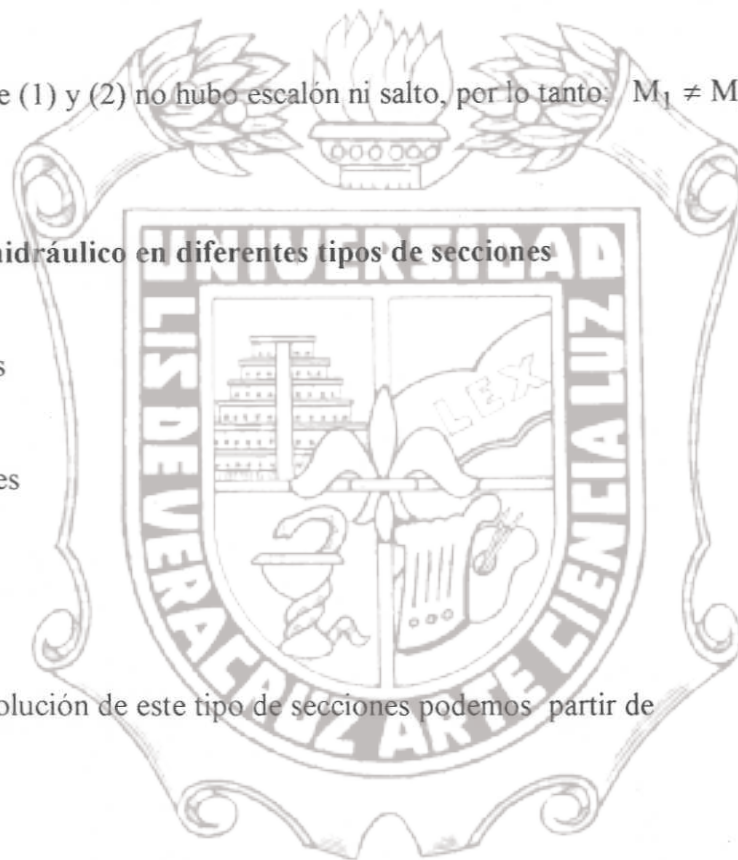 e (1) y (2) no hubo escalón ni salto, por lo tanto: M₁ ≠ M
hidráulico en diferentes tipos de secciones
UNIVERSIDAD
LIS DE VERACRUZ ARTE CIENCIA LUZ
LEX
s
es
olución de este tipo de secciones podemos partir de